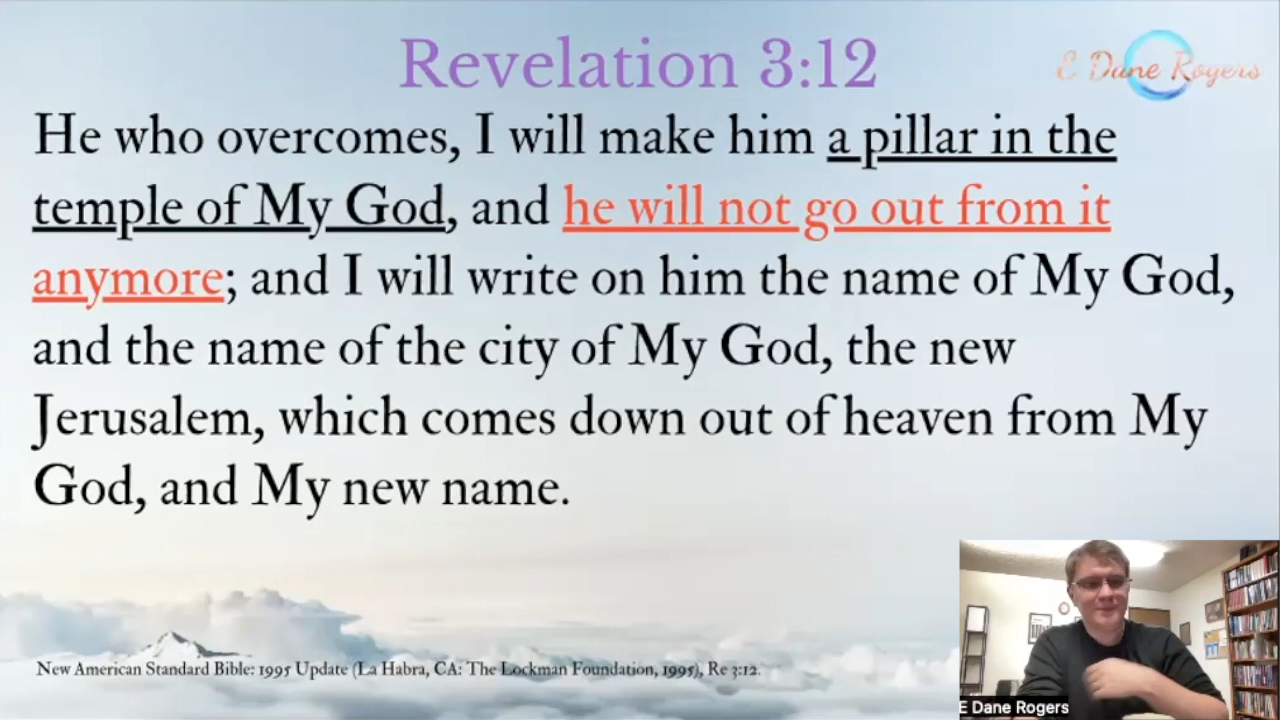 Revelation 3:12
E Dane Rogers
He who overcomes, I will make him a pillar in the
temple of My God, and he will not go out from it
anymore; and I will write on him the name of My God,
and the name of the city of My God, the new
Jerusalem, which comes down out of heaven from My
God, and My new name.
New American Standard Bible: 1995 Update (La Habra, CA: The Lockman Foundation, 1995), Re 3:12.
E Dane Rogers